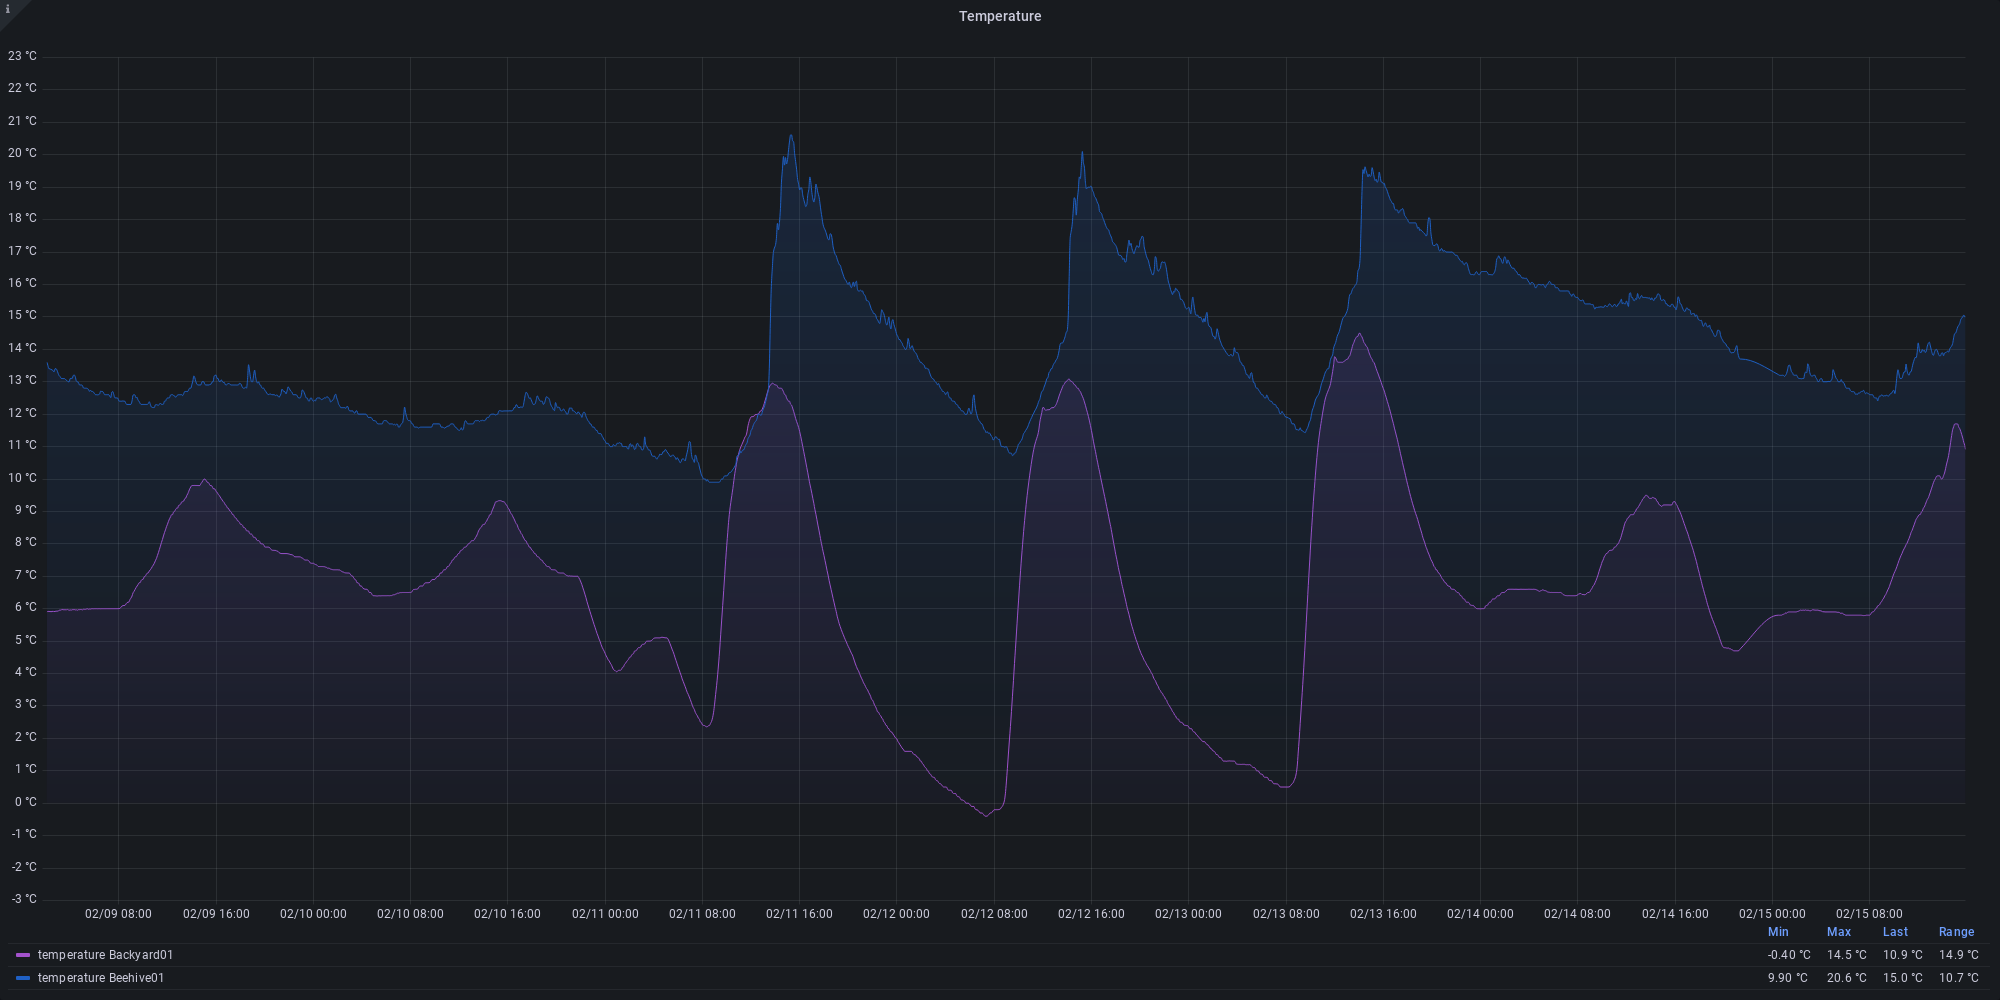 i
Temperature
23 °C
22 °C
21 °C
20 °C
19 °C
18 °C
17 °C
16 °C
15 °C
14 °C
13 °C
12 °C
11 °C
10 °C
9 °C
8 °C
7 °C
6 °C
5 °C
4 °C
3 °C
2 °C
1 °C
0 °C
-1 °C
-2 °C
-3 °C
02/09 08:00 02/09 16:00 02/10 00:00 02/10 08:00 02/10 16:00 02/11 00:00 02/11 08:00 02/11 16:00 02/12 00:00 02/12 08:00 02/12 16:00 02/13 00:00 02/13 08:00 02/13 16:00 02/14 00:00 02/14 08:00 02/14 16:00 02/15 00:00 02/15 08:00
Min Max Last Range
temperature Backyard01 -0.40 °C 14.5 °C 10.9 °C 14.9 °C
temperature Beehive01 9.90 °C 20.6 °C 15.0 °C 10.7 °C